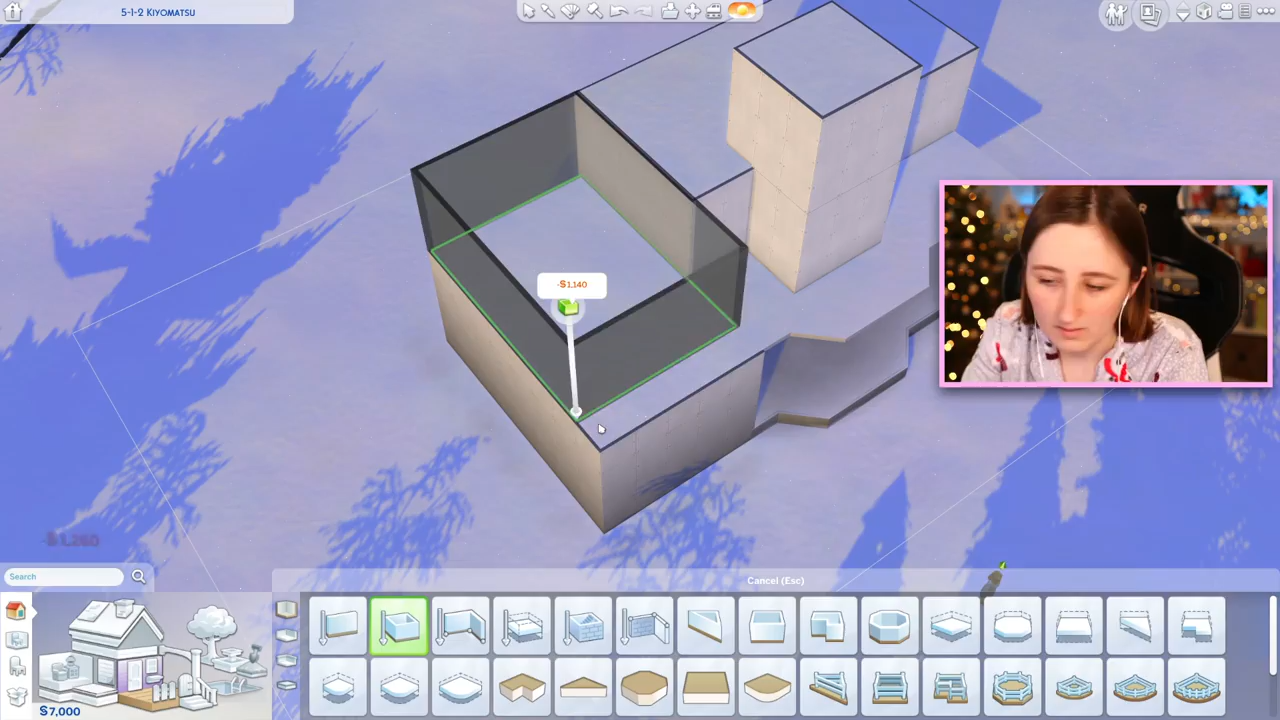 5-1-2 KIYOMATSU
-$1,140
-$1,260
Search
Cancel (Esc)
$7,000